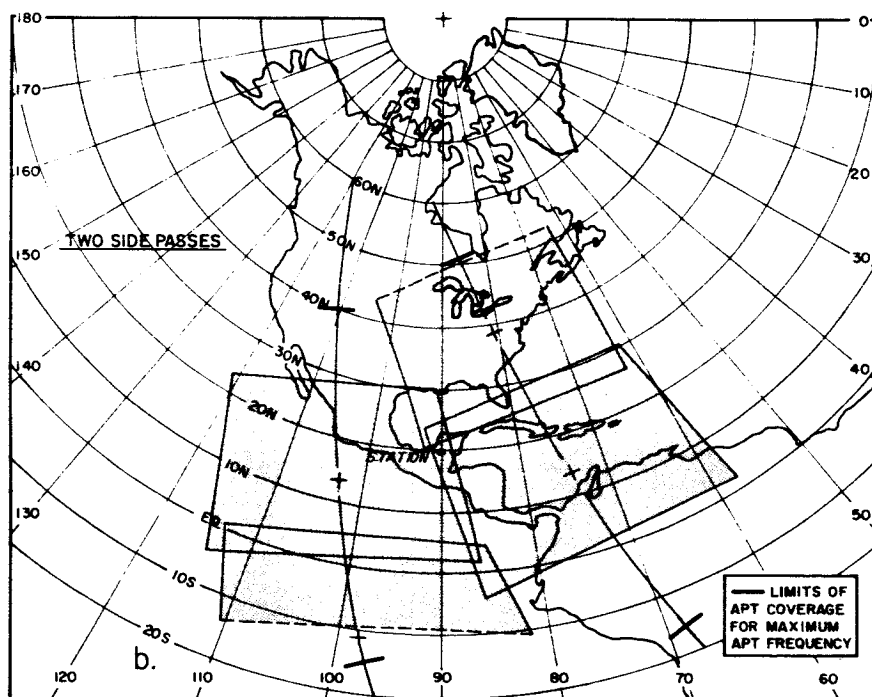 180
0
170
10
160
20
150
30
140
40
130
50
60N
50N
40N
30N
20N
10N
EQ
10S
20S
TWO SIDE PASSES
STATION
LIMITS OF
APT COVERAGE
FOR MAXIMUM
APT FREQUENCY
b.
120
110
100
90
80
70
60